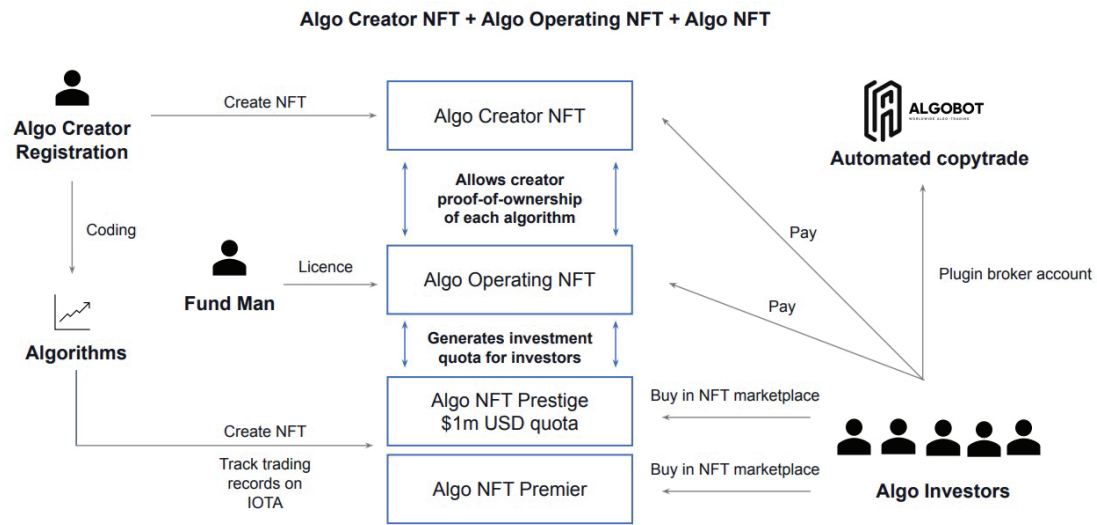 Algo Creator NFT + Algo Operating NFT + Algo NFT
Algo Creator
Registration
Create NFT
Algo Creator NFT
ALGOBOT
WORLDWIDE ALGO-TRADING
Automated copytrade
Allows creator
proof-of-ownership
of each algorithm
Coding
Pay
Fund Man
Licence
Algo Operating NFT
Plugin broker account
Pay
Algorithms
Generates investment
quota for investors
Algo NFT Prestige
$1m USD quota
Buy in NFT marketplace
Create NFT
Track trading
records on
IOTA
Algo NFT Premier
Buy in NFT marketplace
Algo Investors